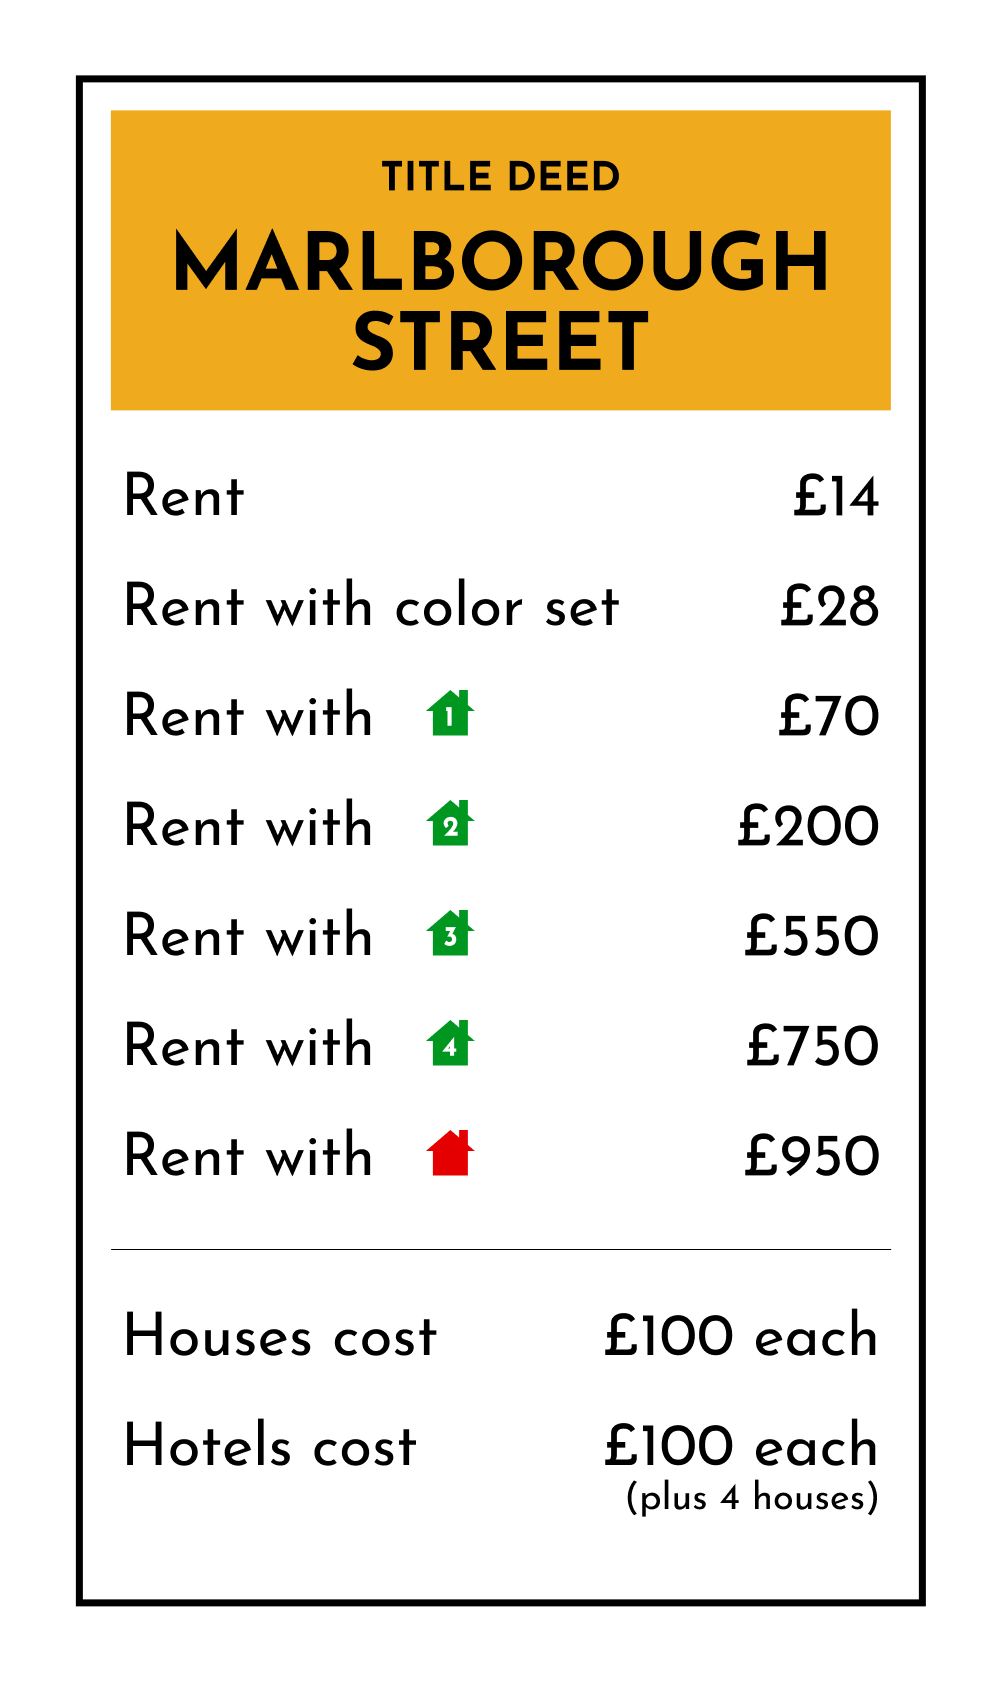 TITLE DEED
MARLBOROUGH
STREET
Rent £14
Rent with color set £28
Rent with 1 £70
Rent with 2 £200
Rent with 3 £550
Rent with 4 £750
Rent with £950
Houses cost £100 each
Hotels cost £100 each
(plus 4 houses)